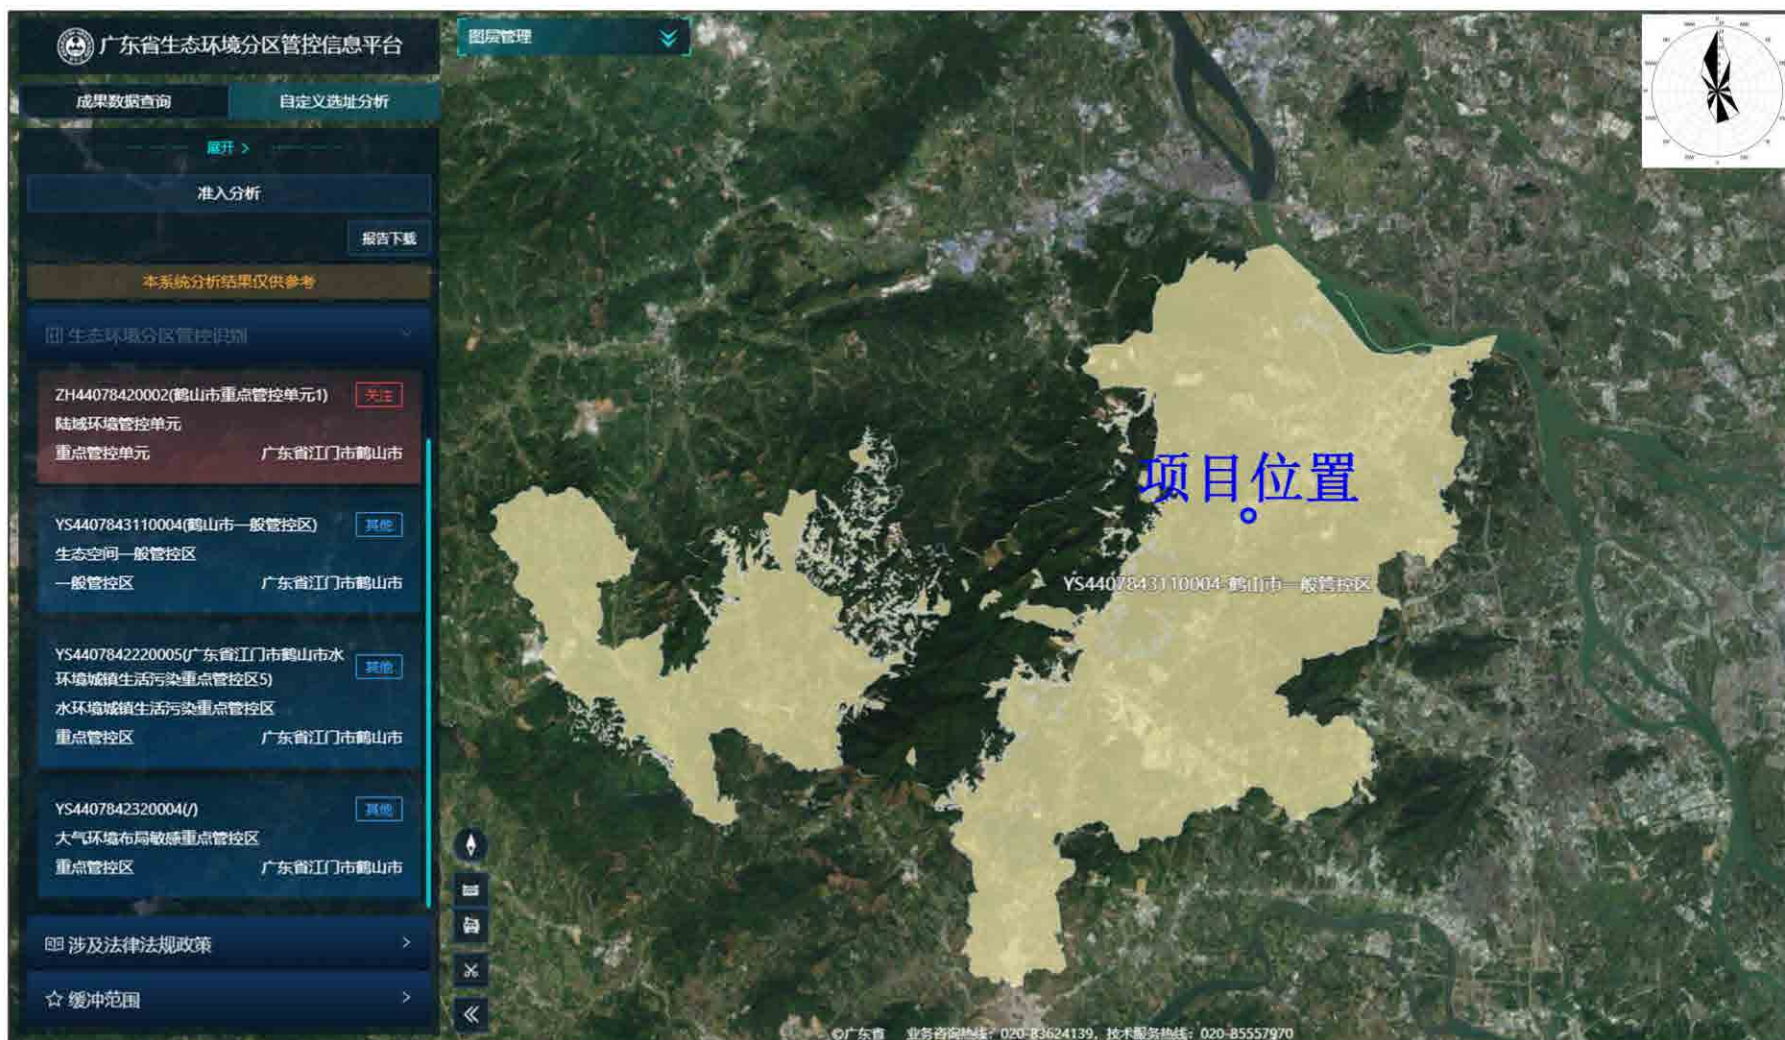 广东省生态环境分区管控信息平台
成果数据查询
自定义选址分析
展开 >
准入分析
报告下载
本系统分析结果仅供参考
生态环境分区管控识别
ZH44078420002(鹤山市重点管控单元1)
关注
陆域环境管控单元
重点管控单元
广东省江门市鹤山市
YS4407843110004(鹤山市一般管控区)
其他
生态空间一般管控区
一般管控区
广东省江门市鹤山市
YS4407842220005(广东省江门市鹤山市水
环境城镇生活污染重点管控区5)
其他
水环境城镇生活污染重点管控区
重点管控区
广东省江门市鹤山市
YS4407842320004(/)
其他
大气环境布局敏感重点管控区
重点管控区
广东省江门市鹤山市
涉及法律法规政策
缓冲范围
图层管理
项目位置
YS4407843110004-鹤山市一般管控区
©广东省 业务咨询热线：020-83624139，技术服务热线：020-85557970